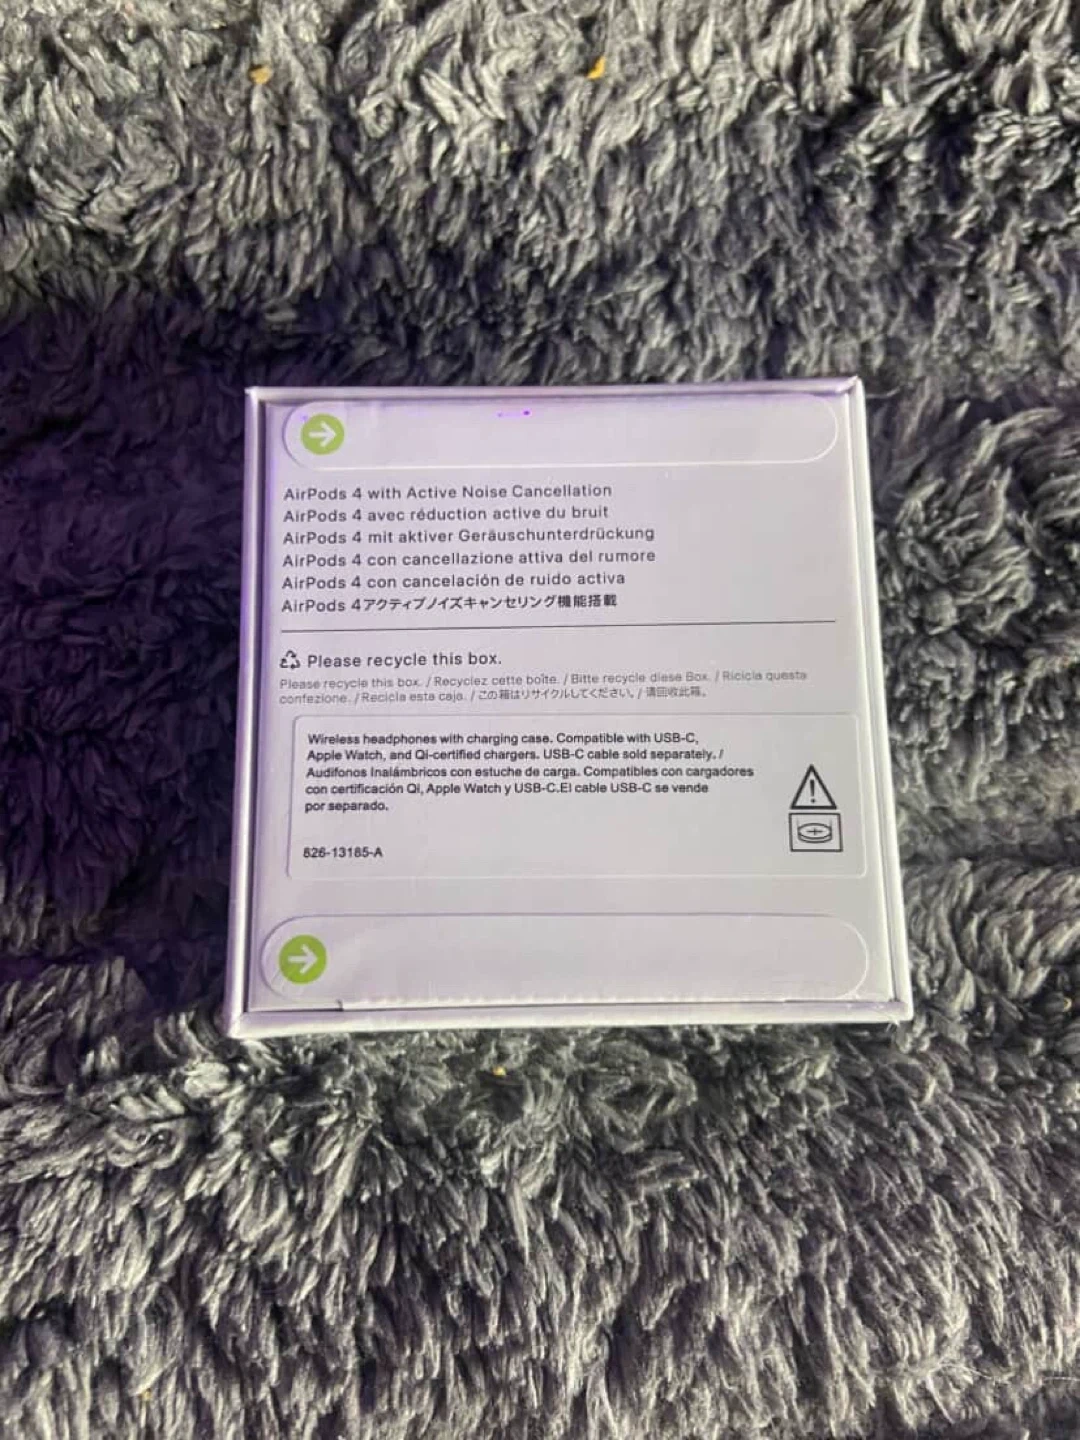 AirPods 4 with Active Noise Cancellation
AirPods 4 avec réduction active du bruit
AirPods 4 mit aktiver Geräuschunterdrückung
AirPods 4 con cancellazione attiva del rumore
AirPods 4 con cancelación de ruido activa
AirPods 4アクティブノイズキャンセリング機能搭載
Please recycle this box.
Please recycle this box. / Recyclez cette boîte. / Bitte recycle diese Box. / Ricicla questa
confezione. / Recicla esta caja. / この箱はリサイクルしてください。 / 请回收此箱。
Wireless headphones with charging case. Compatible with USB-C,
Apple Watch, and Qi-certified chargers. USB-C cable sold separately. /
Audífonos inalámbricos con estuche de carga. Compatibles con cargadores
con certificación Qi, Apple Watch y USB-C.El cable USB-C se vende
por separado.
826-13185-A